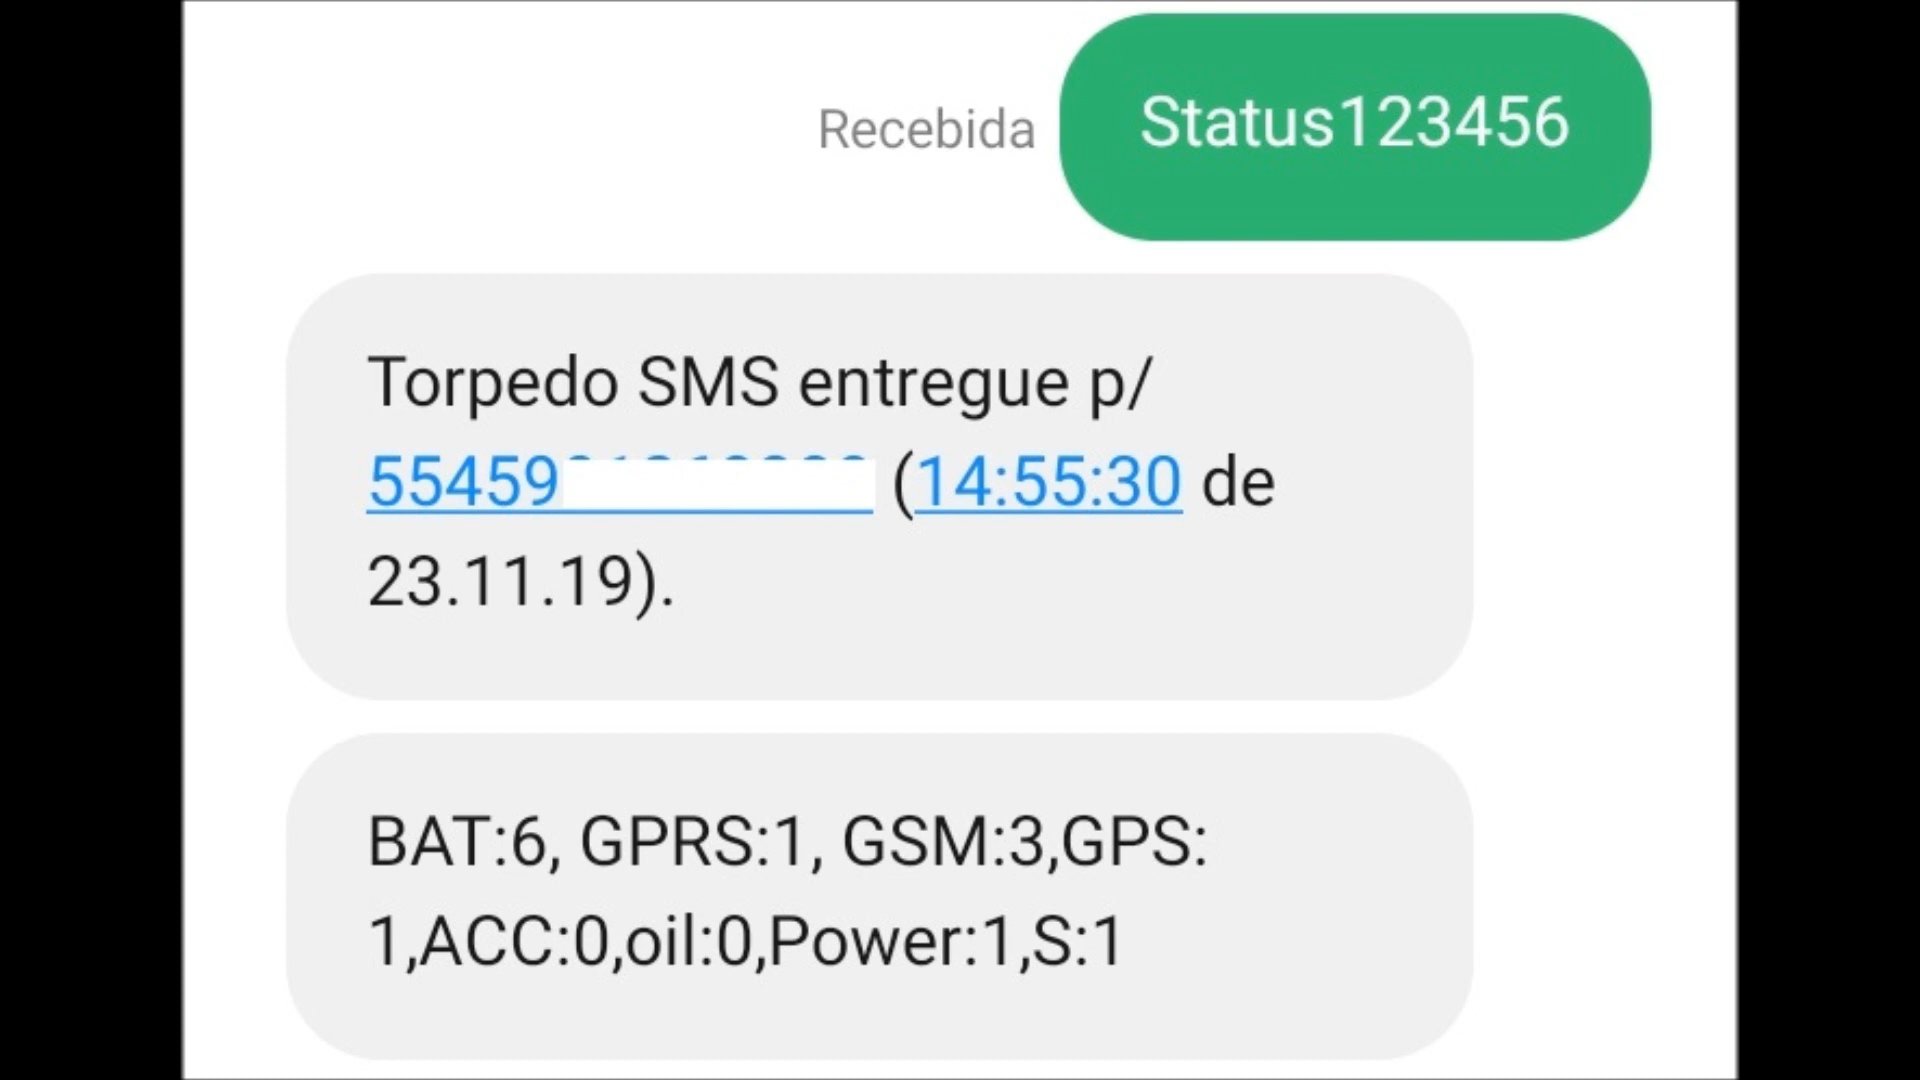 Recebida
Status123456
Torpedo SMS entregue p/
55459 (14:55:30 de
23.11.19).
BAT:6, GPRS:1, GSM:3,GPS:
1,ACC:0,oil:0,Power:1,S:1